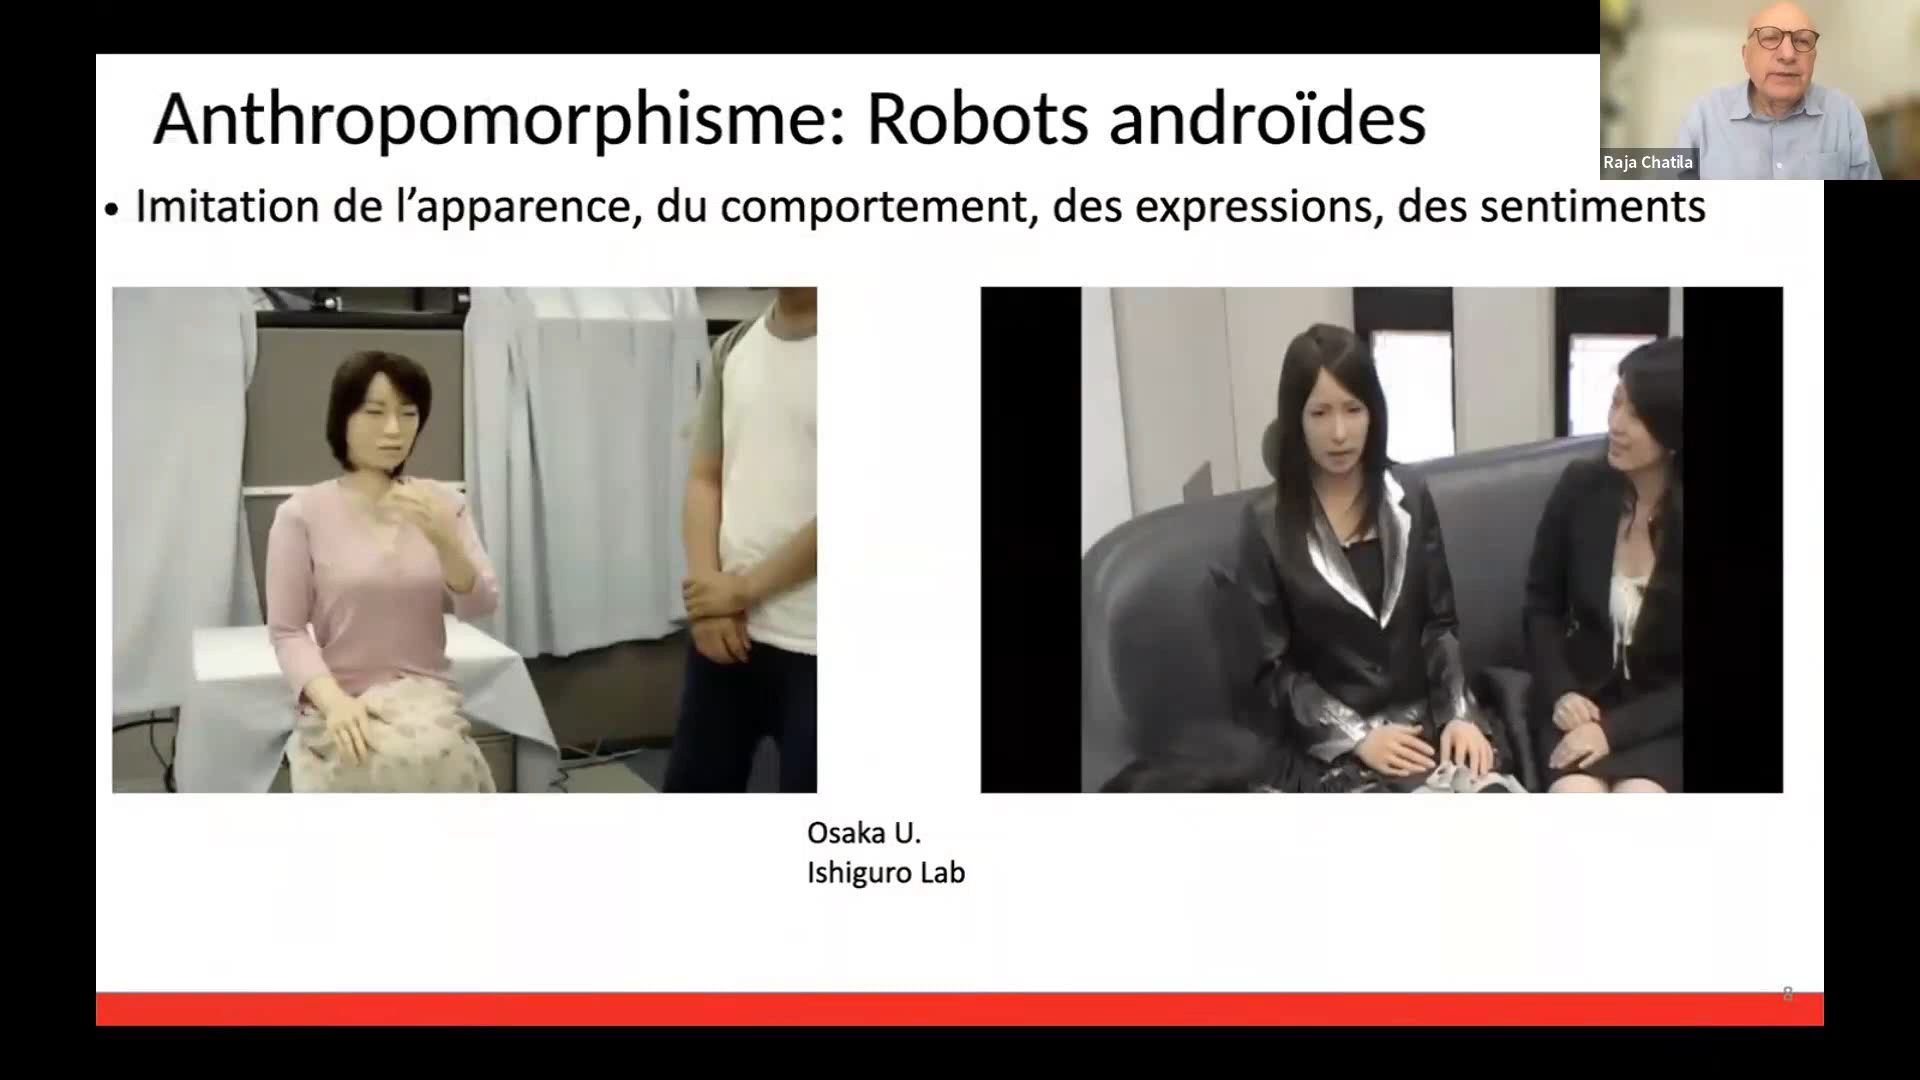 Anthropomorphisme: Robots androïdes
Raja Chatila
• Imitation de l’apparence, du comportement, des expressions, des sentiments
Osaka U.
Ishiguro Lab
8